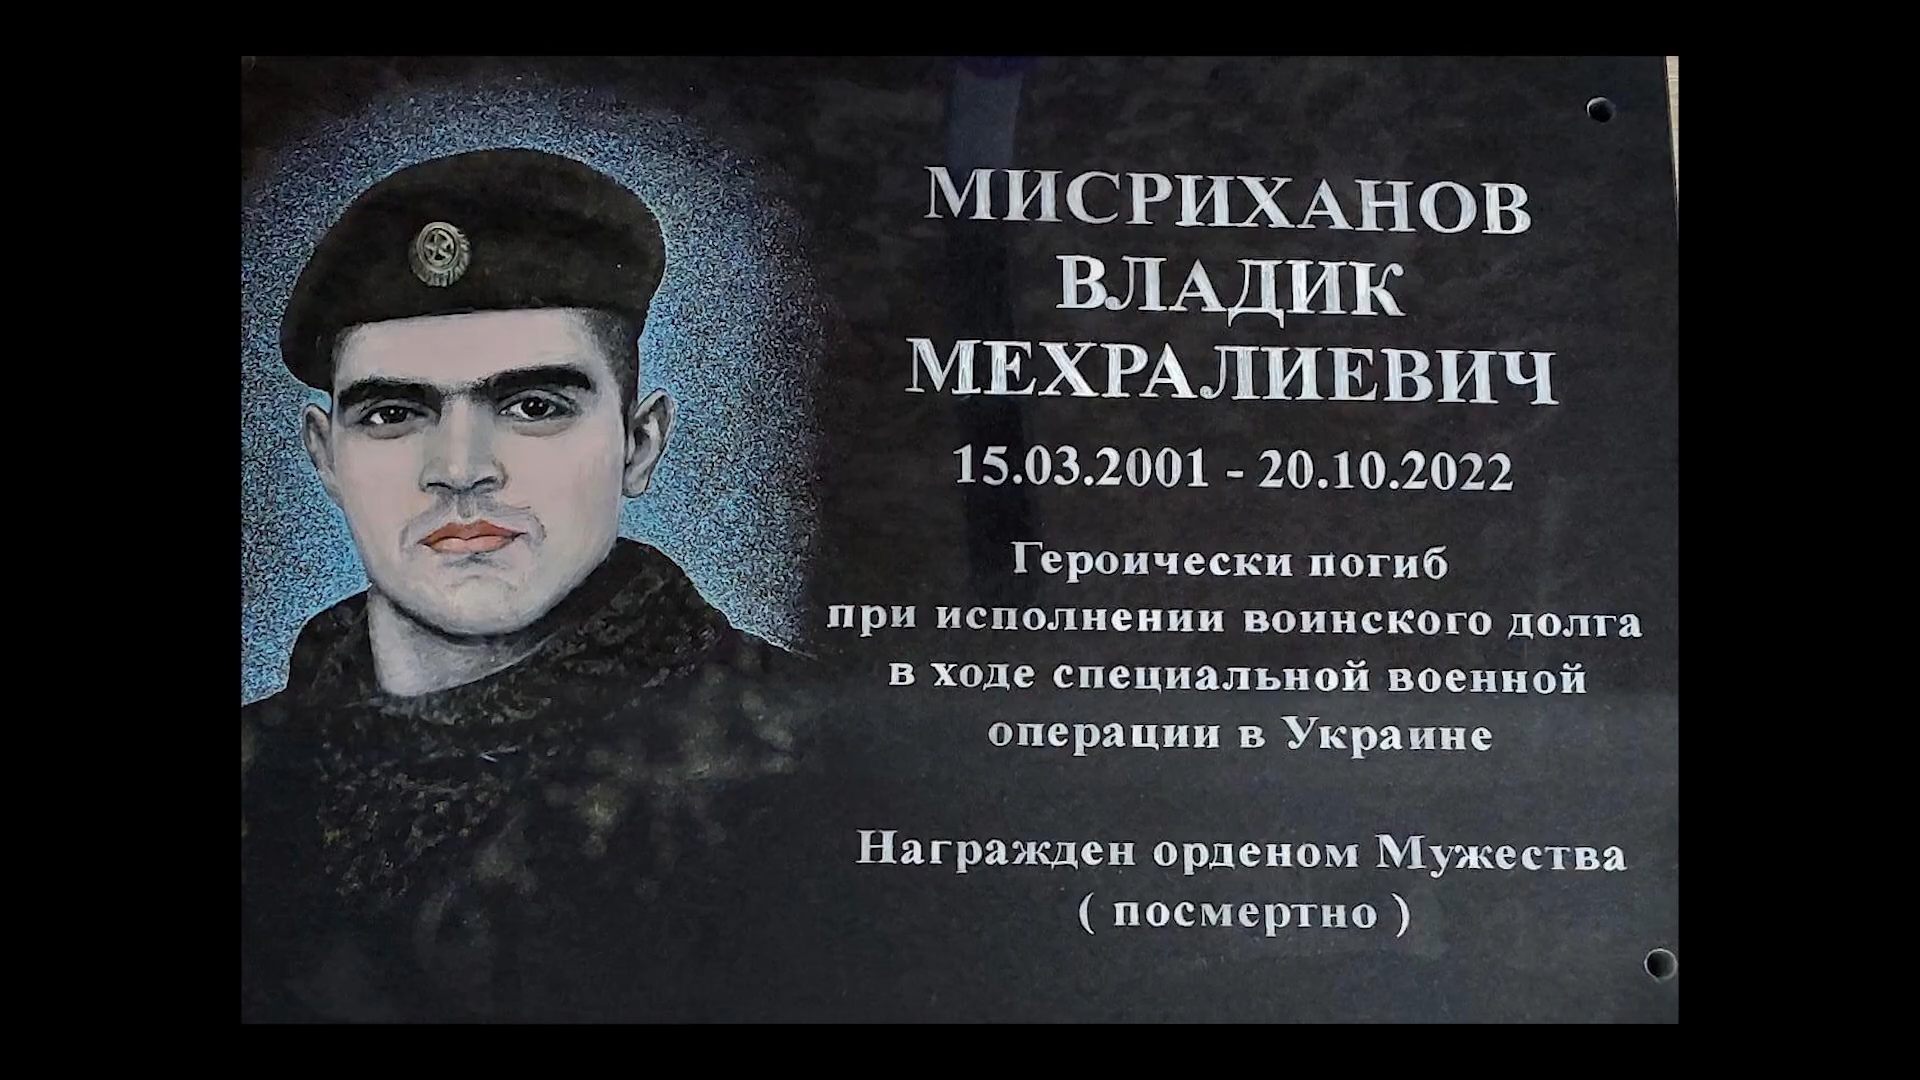 МИСРИХАНОВ
ВЛАДИК
МЕХРАЛИЕВИЧ
15.03.2001 - 20.10.2022
Героически погиб
при исполнении воинского долга
в ходе специальной военной
операции в Украине
Награжден орденом Мужества
( посмертно )